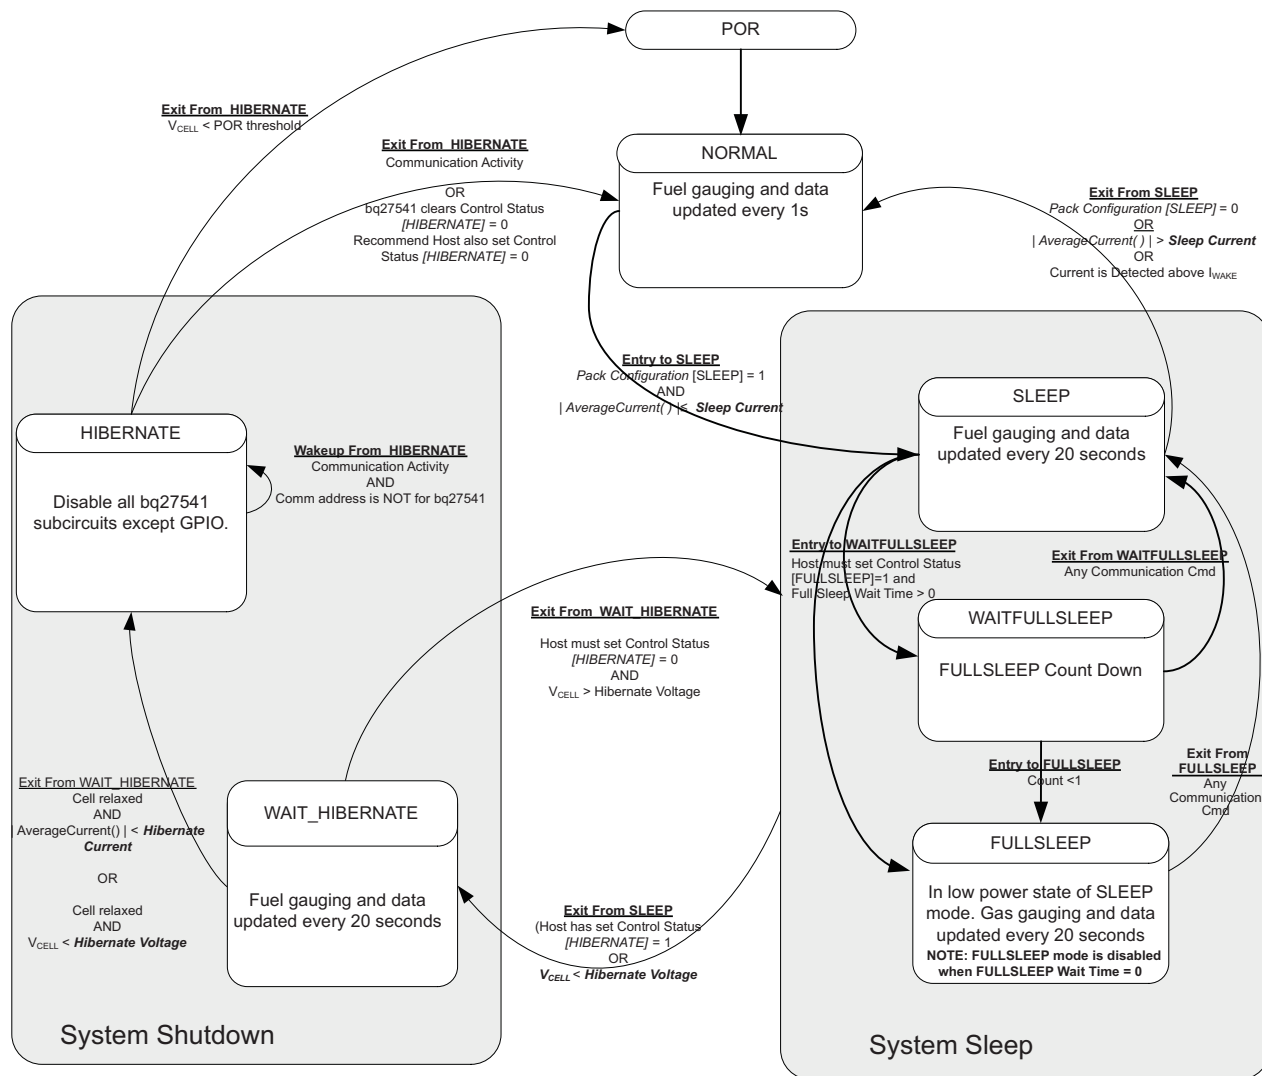 POR
Exit From HIBERNATE
VCELL < POR threshold
Exit From HIBERNATE
Communication Activity
OR
bq27541 clears Control Status
[HIBERNATE] = 0
Recommend Host also set Control
Status [HIBERNATE] = 0
NORMAL
Fuel gauging and data
updated every 1s
Exit From SLEEP
Pack Configuration [SLEEP] = 0
OR
| AverageCurrent( ) | > Sleep Current
OR
Current is Detected above IWAKE
Entry to SLEEP
Pack Configuration [SLEEP] = 1
AND
| AverageCurrent( ) |≤ Sleep Current
HIBERNATE
Disable all bq27541
subcircuits except GPIO.
Wakeup From HIBERNATE
Communication Activity
AND
Comm address is NOT for bq27541
SLEEP
Fuel gauging and data
updated every 20 seconds
Entry to WAITFULLSLEEP
Host must set Control Status
[FULLSLEEP]=1 and
Full Sleep Wait Time > 0
Exit From WAITFULLSLEEP
Any Communication Cmd
WAITFULLSLEEP
FULLSLEEP Count Down
Exit From WAIT_HIBERNATE
Host must set Control Status
[HIBERNATE] = 0
AND
VCELL > Hibernate Voltage
Entry to FULLSLEEP
Count <1
Exit From
FULLSLEEP
Any
Communication
Cmd
Exit From WAIT_HIBERNATE
Cell relaxed
AND
| AverageCurrent() | < Hibernate
Current
OR
Cell relaxed
AND
VCELL < Hibernate Voltage
WAIT_HIBERNATE
Fuel gauging and data
updated every 20 seconds
Exit From SLEEP
(Host has set Control Status
[HIBERNATE] = 1
OR
VCELL < Hibernate Voltage
FULLSLEEP
In low power state of SLEEP
mode. Gas gauging and data
updated every 20 seconds
NOTE: FULLSLEEP mode is disabled
when FULLSLEEP Wait Time = 0
System Shutdown
System Sleep